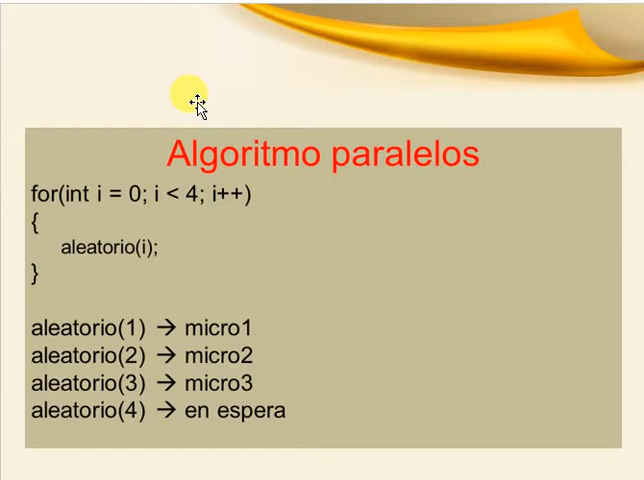 Algoritmo paralelos
for(int i = 0; i < 4; i++)
{
aleatorio(i);
}
aleatorio(1) → micro1
aleatorio(2) → micro2
aleatorio(3) → micro3
aleatorio(4) → en espera